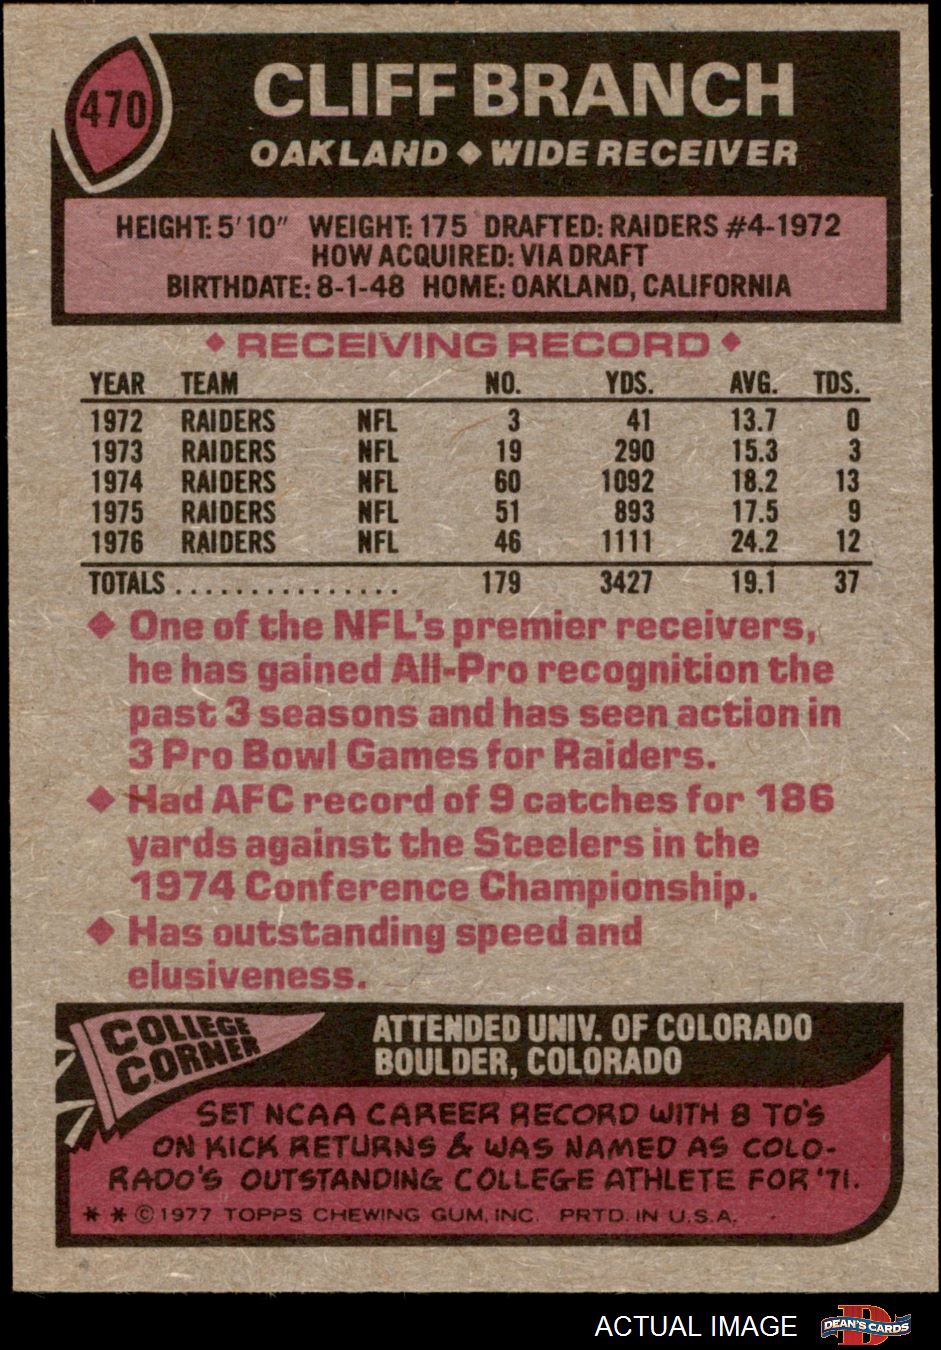 470
CLIFF BRANCH
OAKLAND ◆ WIDE RECEIVER
HEIGHT: 5'10" WEIGHT: 175 DRAFTED: RAIDERS #4-1972
HOW ACQUIRED: VIA DRAFT
BIRTHDATE: 8-1-48 HOME: OAKLAND, CALIFORNIA
◆ RECEIVING RECORD ◆
YEAR TEAM NO. YDS. AVG. TDS.
1972 RAIDERS NFL 3 41 13.7 0
1973 RAIDERS NFL 19 290 15.3 3
1974 RAIDERS NFL 60 1092 18.2 13
1975 RAIDERS NFL 51 893 17.5 9
1976 RAIDERS NFL 46 1111 24.2 12
TOTALS ............... 179 3427 19.1 37
◆ One of the NFL's premier receivers,
he has gained All-Pro recognition the
past 3 seasons and has seen action in
3 Pro Bowl Games for Raiders.
◆ Had AFC record of 9 catches for 186
yards against the Steelers in the
1974 Conference Championship.
◆ Has outstanding speed and
elusiveness.
COLLEGE
CORNER
ATTENDED UNIV. OF COLORADO
BOULDER, COLORADO
SET NCAA CAREER RECORD WITH 8 TD'S
ON KICK RETURNS & WAS NAMED AS COLO-
RADO'S OUTSTANDING COLLEGE ATHLETE FOR '71.
* * © 1977 TOPPS CHEWING GUM, INC. PRTD. IN U.S.A.
ACTUAL IMAGE
D
DEAN'S CARDS